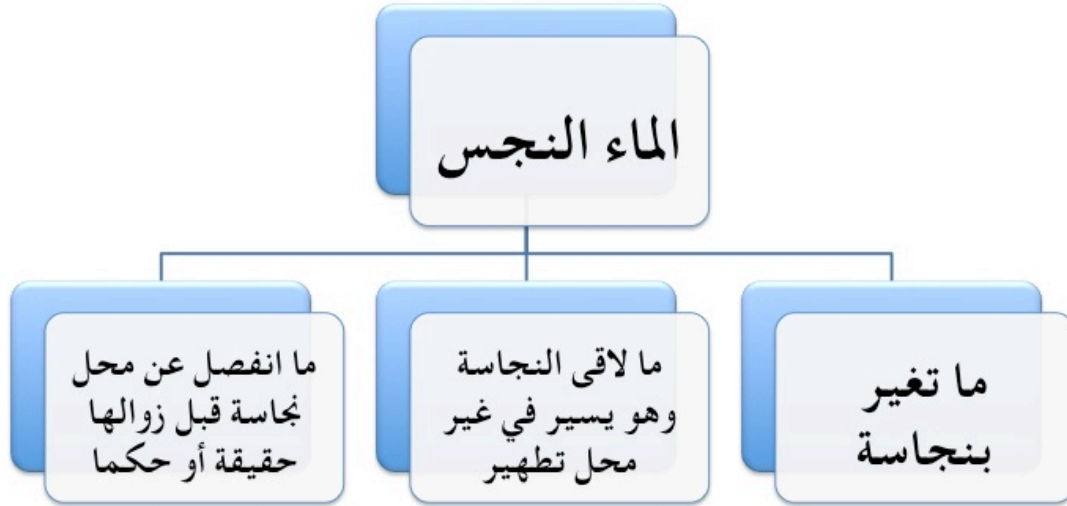 الماء النجس
ما تغير
بنجاسة
ما لاقى النجاسة
وهو يسير في غير
محل تطهير
ما انفصل عن محل
نجاسة قبل زوالها
حقيقة أو حكما